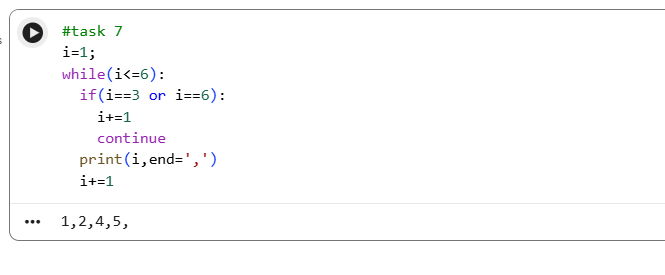 #task 7
i=1;
while(i<=6):
  if(i==3 or i==6):
    i+=1
    continue
  print(i,end=',')
  i+=1
1,2,4,5,